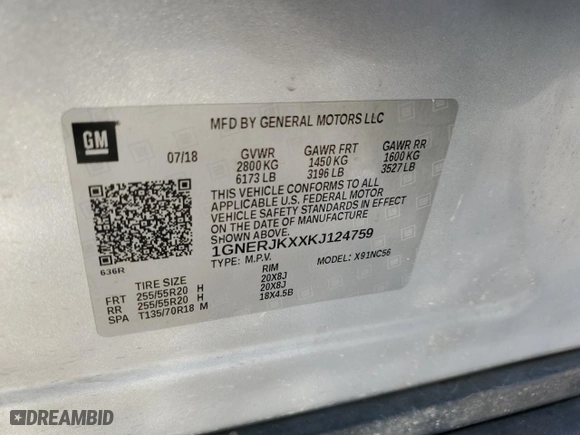 GM
MFD BY GENERAL MOTORS LLC
07/18 GVWR GAWR FRT GAWR RR
2800 KG 1450 KG 1600 KG
6173 LB 3196 LB 3527 LB
THIS VEHICLE CONFORMS TO ALL
APPLICABLE U.S. FEDERAL MOTOR
VEHICLE SAFETY STANDARDS IN EFFECT
ON THE DATE OF MANUFACTURE
SHOWN ABOVE.
1GNERJKXXKJ124759
TYPE: M.P.V. MODEL: X91NC56
636R
TIRE SIZE RIM
FRT 255/55R20 H 20X8J
RR 255/55R20 H 20X8J
SPA T135/70R18 M 18X4.5B
DREAMBID